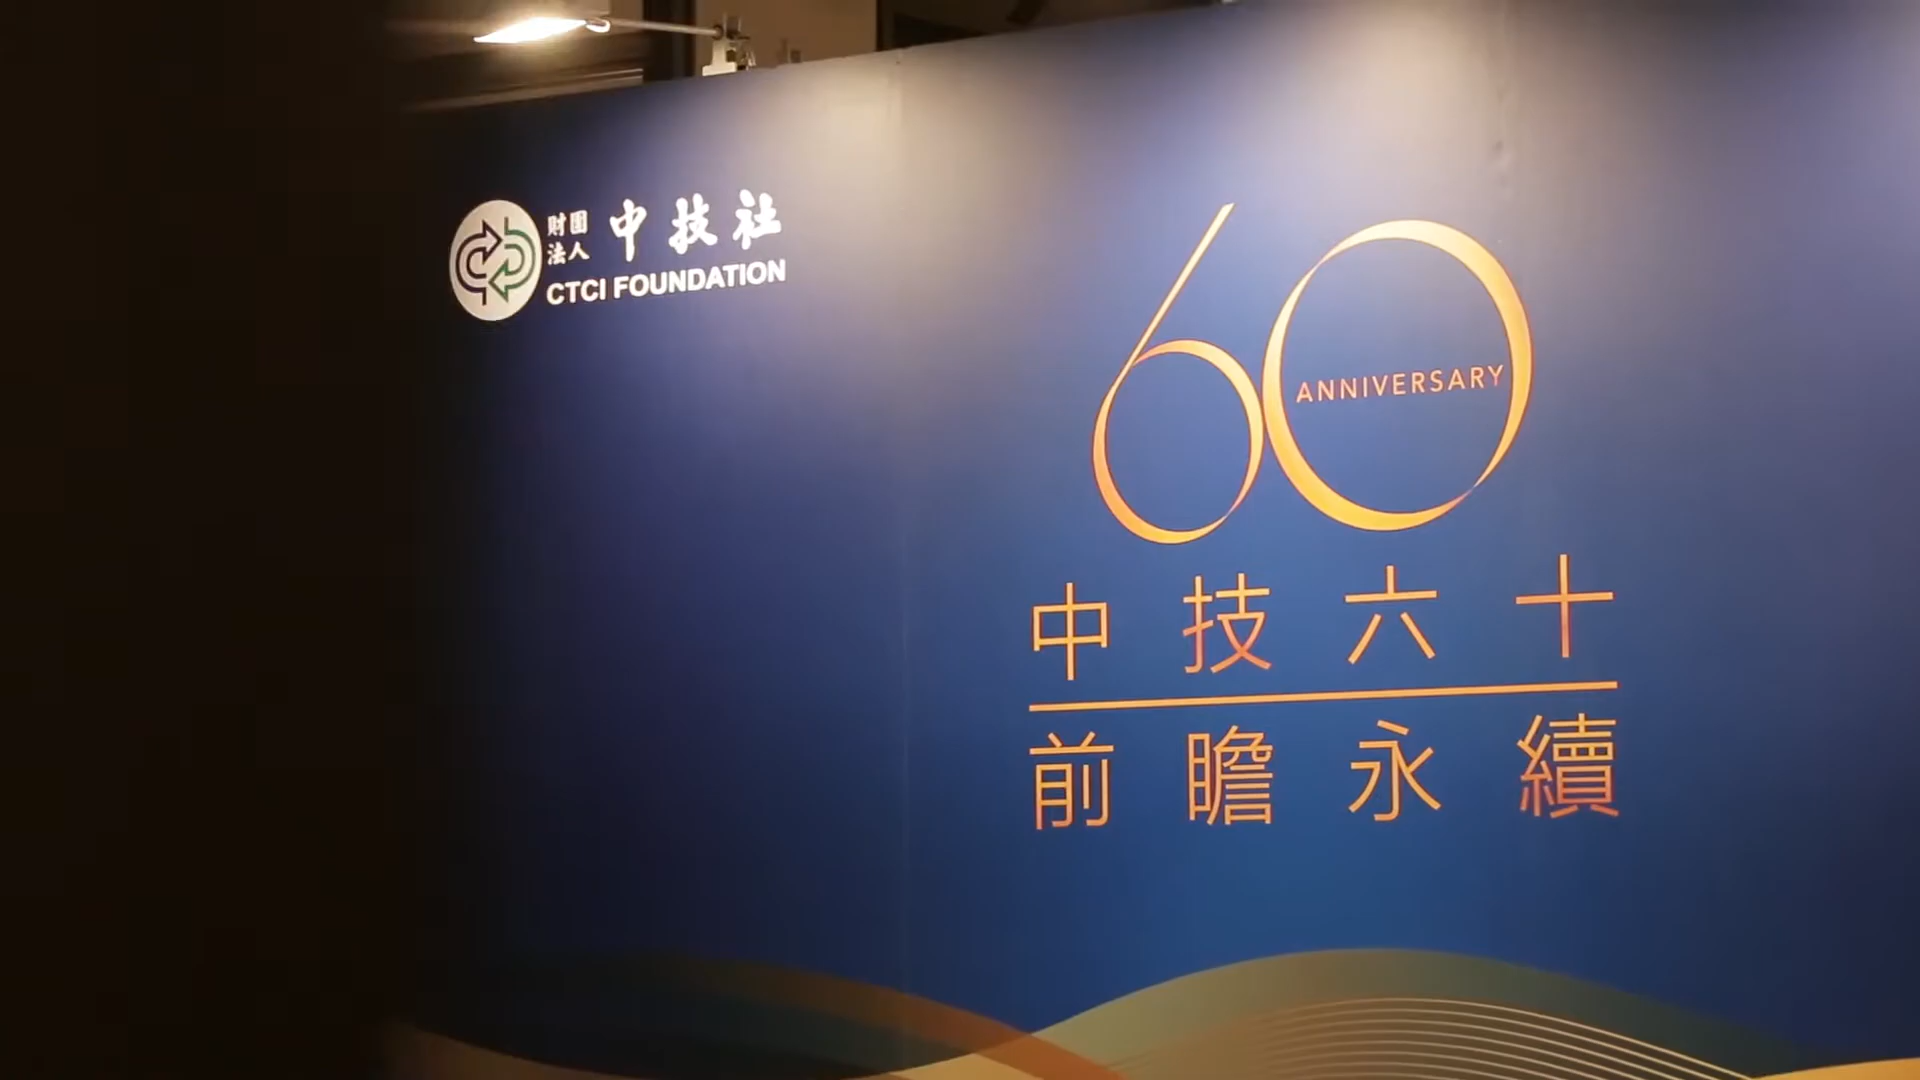 財團
法人
中技社
CTCI FOUNDATION
60
ANNIVERSARY
中技六十
前瞻永續